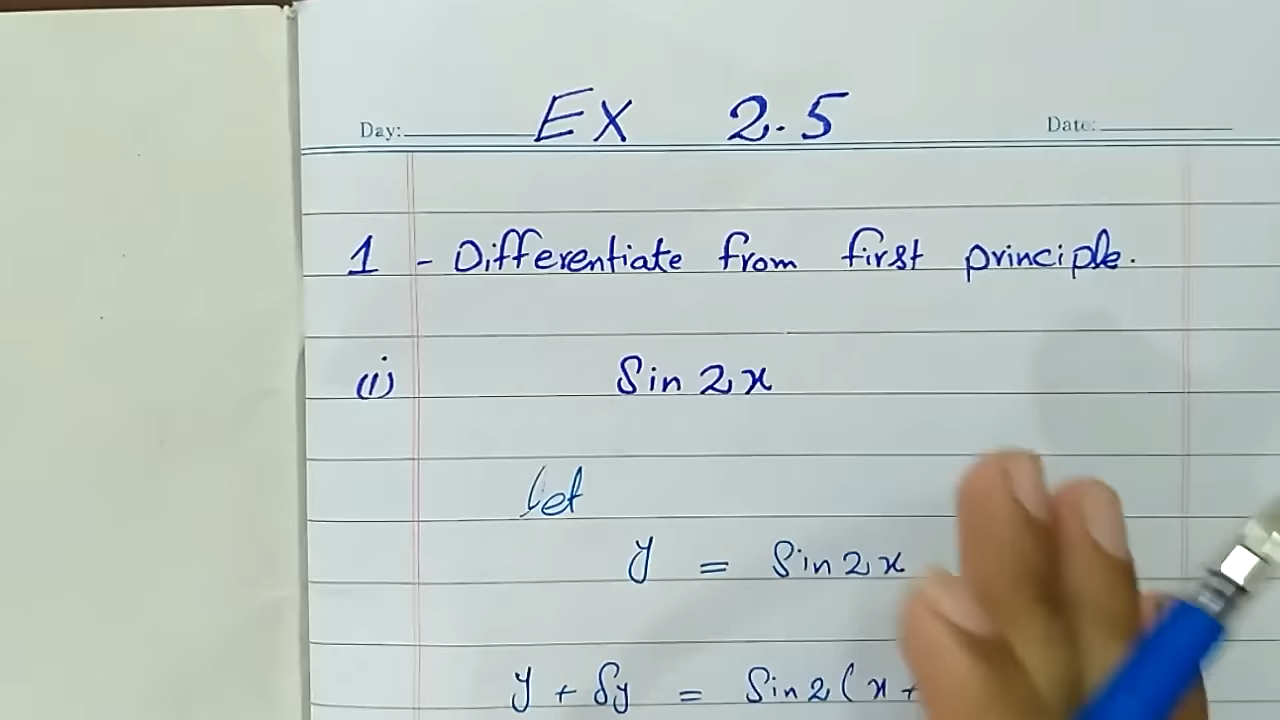 EX 2.5
Day: Date:
1 - Differentiate from first principle.
(i) Sin 2x
let
y = Sin 2x
y + δy = Sin 2 ( x +